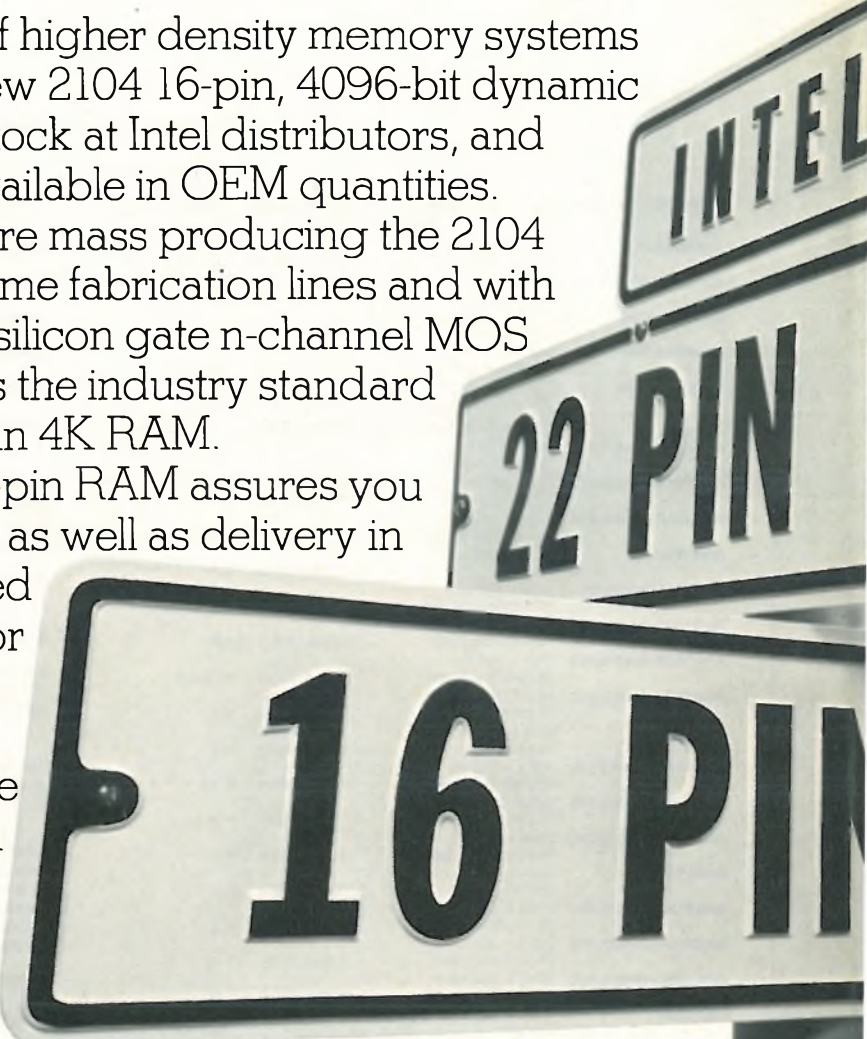 f higher density memory systems
ew 2104 16-pin, 4096-bit dynamic
ock at Intel distributors, and
ailable in OEM quantities.
re mass producing the 2104
me fabrication lines and with
silicon gate n-channel MOS
s the industry standard
in 4K RAM.
-pin RAM assures you
as well as delivery in
ed
or
e
INTEL
22 PIN
16 PIN